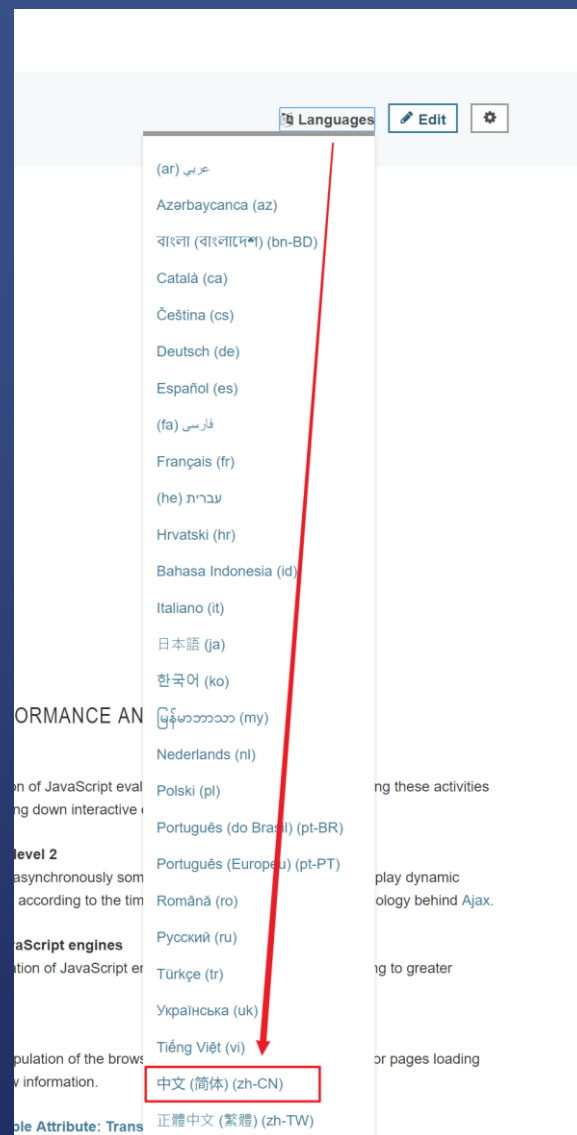 Languages Edit
عربي (ar)
Azərbaycanca (az)
বাংলা (বাংলাদেশ) (bn-BD)
Català (ca)
Čeština (cs)
Deutsch (de)
Español (es)
فارسی (fa)
Français (fr)
עברית (he)
Hrvatski (hr)
Bahasa Indonesia (id)
Italiano (it)
日本語 (ja)
한국어 (ko)
ORMANCE AN
မြန်မာဘာသာ (my)
Nederlands (nl)
on of JavaScript eval
Polski (pl)
ng these activities
ng down interactive
Português (do Brasil) (pt-BR)
level 2
Português (Europeu) (pt-PT)
asynchronously som
play dynamic
according to the tim
Română (ro)
ology behind Ajax.
Русский (ru)
aScript engines
ation of JavaScript er
Türkçe (tr)
ng to greater
Українська (uk)
Tiếng Việt (vi)
pulation of the brows
or pages loading
w information.
中文 (简体) (zh-CN)
正體中文 (繁體) (zh-TW)
ble Attribute: Trans